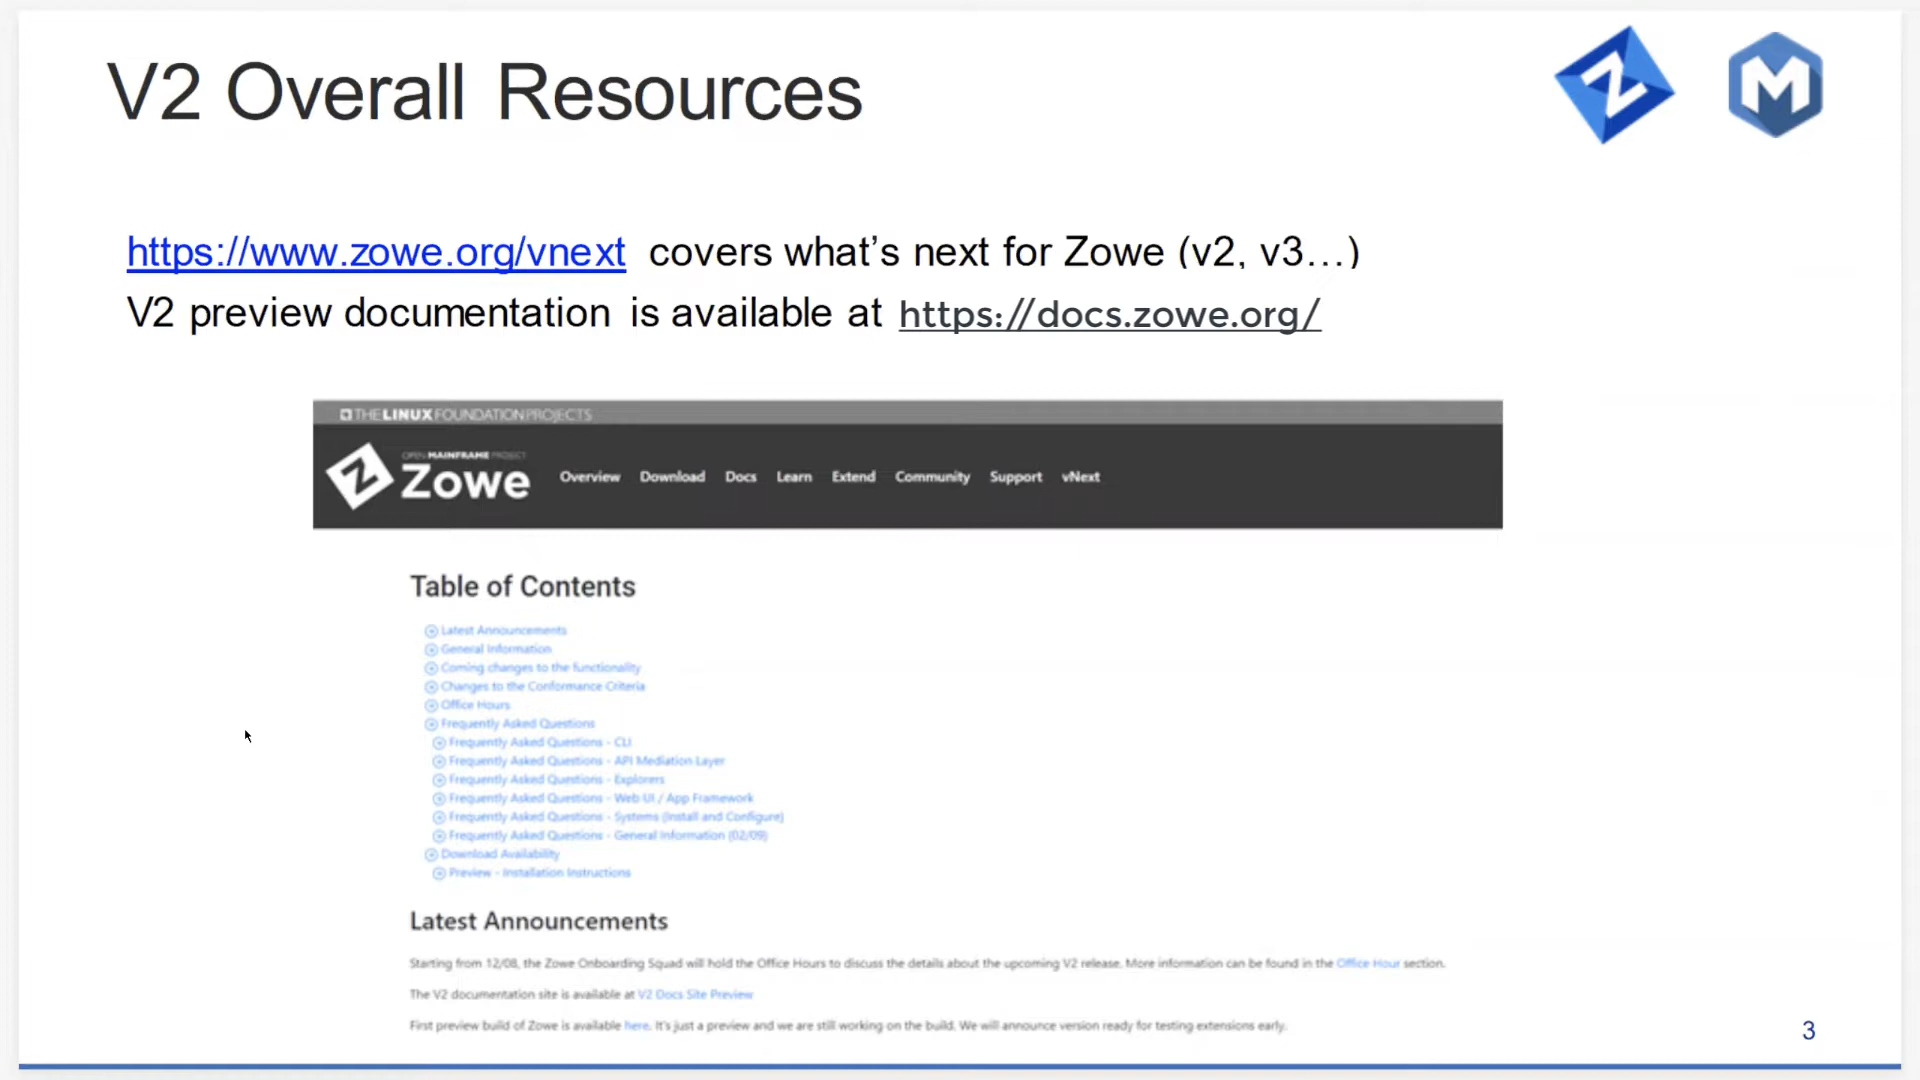 V2 Overall Resources
Z
M
https://www.zowe.org/vnext covers what’s next for Zowe (v2, v3…)
V2 preview documentation is available at https://docs.zowe.org/
THE LINUX FOUNDATION PROJECTS
OPEN MAINFRAME PROJECT
Z Zowe Overview Download Docs Learn Extend Community Support vNext
Table of Contents
Latest Announcements
General Information
Coming changes to the functionality
Changes to the Conformance Criteria
Office Hours
Frequently Asked Questions
Frequently Asked Questions - CLI
Frequently Asked Questions - API Mediation Layer
Frequently Asked Questions - Explorers
Frequently Asked Questions - Web UI / App Framework
Frequently Asked Questions - Systems (Install and Configure)
Frequently Asked Questions - General Information (02/09)
Download Availability
Preview - Installation Instructions
Latest Announcements
Starting from 12/08, the Zowe Onboarding Squad will hold the Office Hours to discuss the details about the upcoming V2 release. More information can be found in the Office Hour section.
The V2 documentation site is available at V2 Docs Site Preview
First preview build of Zowe is available here. It's just a preview and we are still working on the build. We will announce version ready for testing extensions early.
3